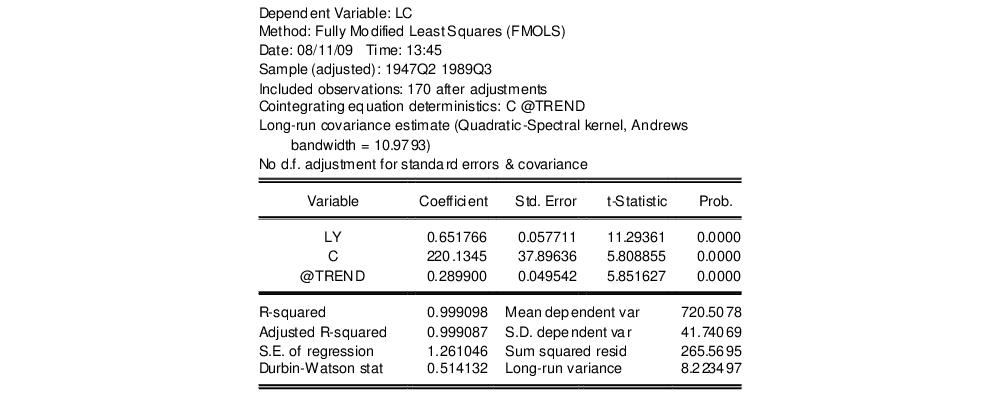 Dependent Variable: LC
Method: Fully Modified Least Squares (FMOLS)
Date: 08/11/09 Time: 13:45
Sample (adjusted): 1947Q2 1989Q3
Included observations: 170 after adjustments
Cointegrating equation deterministics: C @TREND
Long-run covariance estimate (Quadratic-Spectral kernel, Andrews
bandwidth = 10.9793)
No d.f. adjustment for standard errors & covariance
Variable Coefficient Std. Error t-Statistic Prob.
LY 0.651766 0.057711 11.29361 0.0000
C 220.1345 37.89636 5.808855 0.0000
@TREND 0.289900 0.049542 5.851627 0.0000
R-squared 0.999098 Mean dependent var 720.5078
Adjusted R-squared 0.999087 S.D. dependent var 41.74069
S.E. of regression 1.261046 Sum squared resid 265.5695
Durbin-Watson stat 0.514132 Long-run variance 8.223497